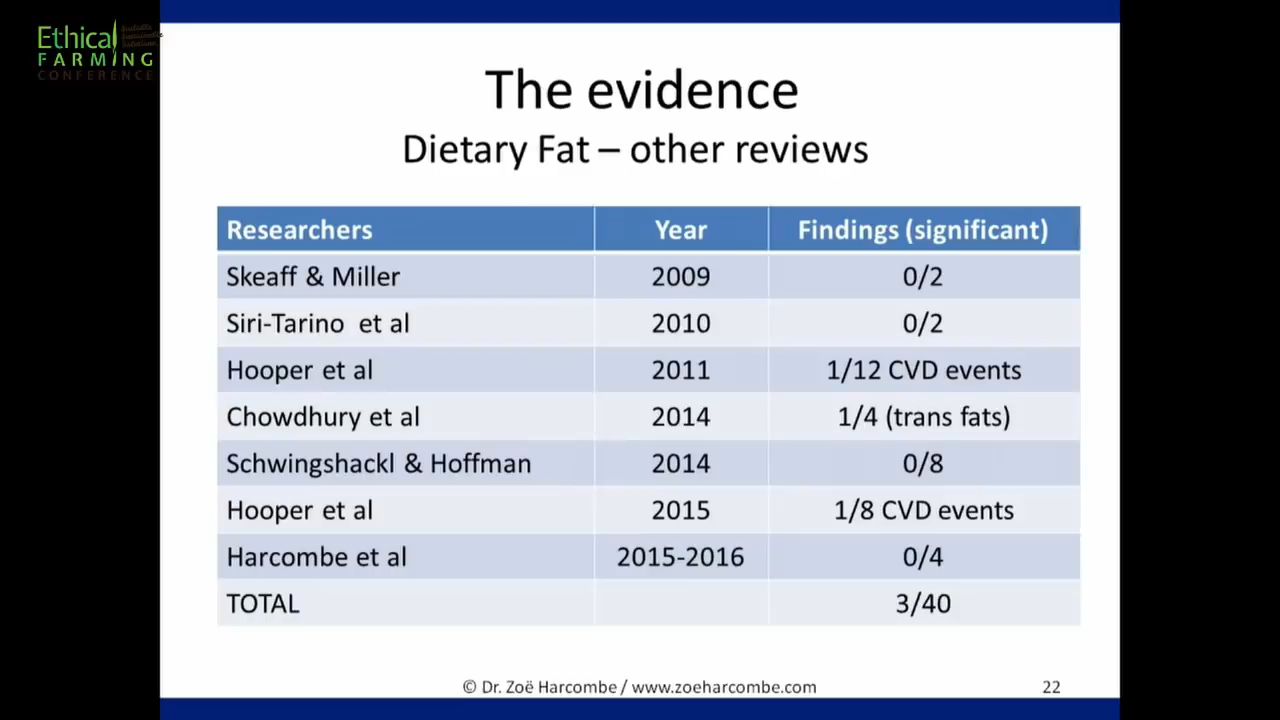 Ethical
FARMING
CONFERENCE
The evidence
Dietary Fat – other reviews
Researchers Year Findings (significant)
Skeaff & Miller 2009 0/2
Siri-Tarino et al 2010 0/2
Hooper et al 2011 1/12 CVD events
Chowdhury et al 2014 1/4 (trans fats)
Schwingshackl & Hoffman 2014 0/8
Hooper et al 2015 1/8 CVD events
Harcombe et al 2015-2016 0/4
TOTAL 3/40
© Dr. Zoë Harcombe / www.zoeharcombe.com 22